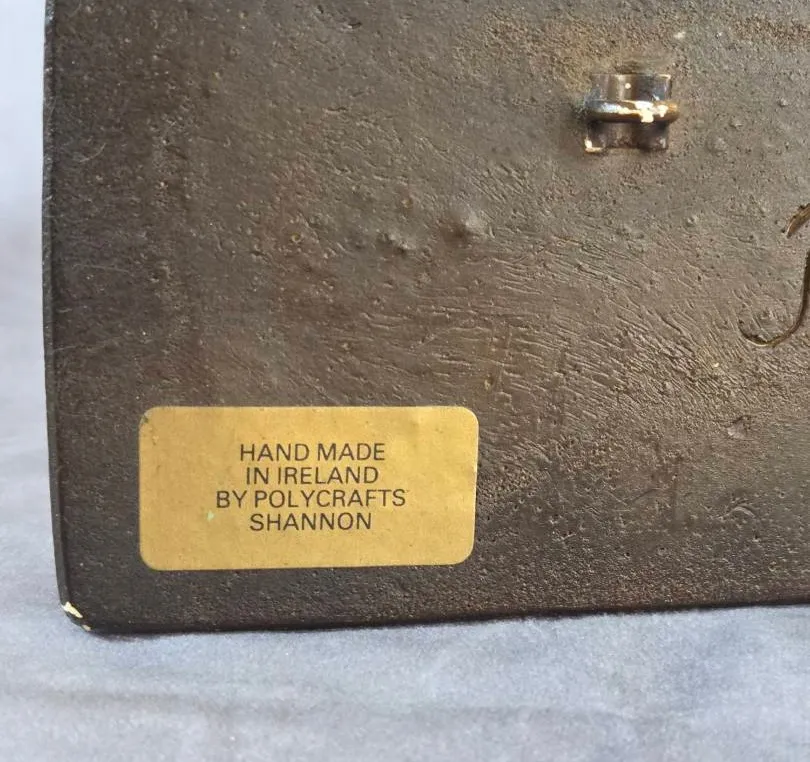 HAND MADE
IN IRELAND
BY POLYCRAFTS
SHANNON